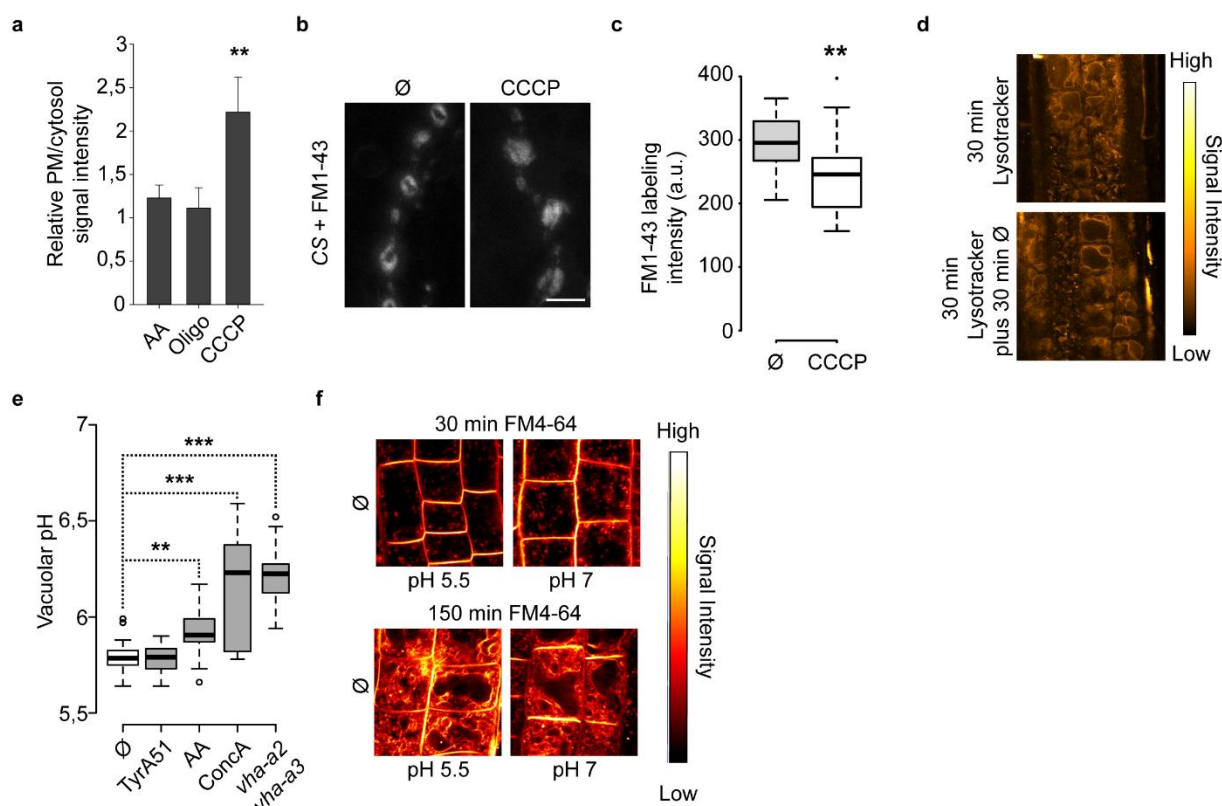 a
Relative PM/cytosol
signal intensity
3
2,5
2
1,5
1
0,5
0
**
AA
Oligo
CCCP
b
Ø
CCCP
CS + FM1-43
c
FM1-43 labeling
intensity (a.u.)
400
300
200
100
0
**
Ø
CCCP
d
30 min
Lysotracker
30 min
Lysotracker
plus 30 min Ø
High
Signal Intensity
Low
e
Vacuolar pH
7
6,5
6
5,5
***
***
**
Ø
TyrA51
AA
ConcA
vha-a2
vha-a3
f
30 min FM4-64
Ø
pH 5.5
pH 7
150 min FM4-64
Ø
pH 5.5
pH 7
High
Signal Intensity
Low